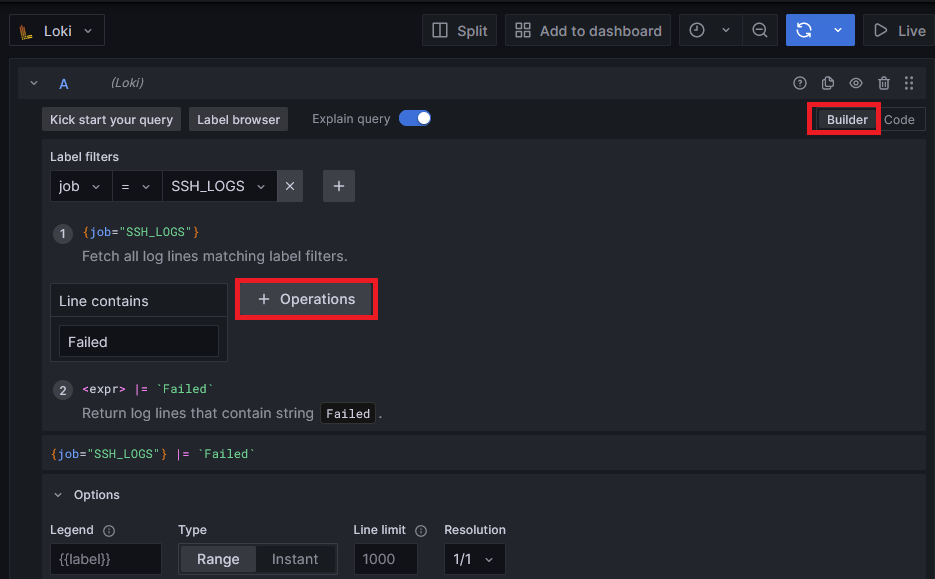 Loki
Split
Add to dashboard
Live
A
(Loki)
Kick start your query
Label browser
Explain query
Builder
Code
Label filters
job
=
SSH_LOGS
1
{job="SSH_LOGS"}
Fetch all log lines matching label filters.
Line contains
+ Operations
Failed
2
<expr> |= `Failed`
Return log lines that contain string Failed .
{job="SSH_LOGS"} |= `Failed`
Options
Legend
Type
Line limit
Resolution
{{label}}
Range
Instant
1000
1/1